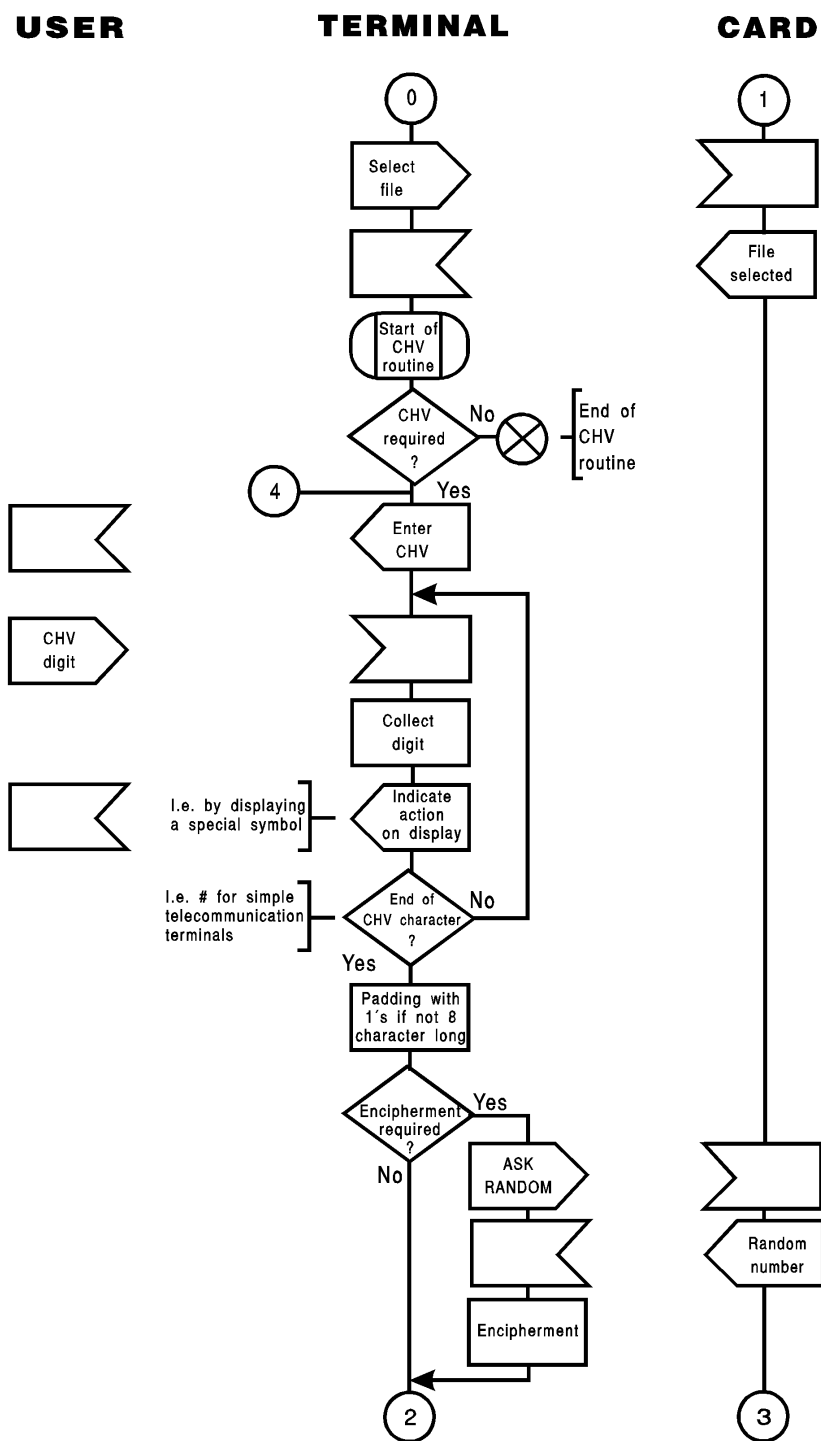 USER
TERMINAL
CARD
0
1
Select
file
File
selected
Start of
CHV
routine
CHV
required
?
No
End of
CHV
routine
4
Yes
Enter
CHV
CHV
digit
Collect
digit
I.e. by displaying
a special symbol
Indicate
action
on display
I.e. # for simple
telecommunication
terminals
End of
CHV character
?
No
Yes
Padding with
1´s if not 8
character long
Encipherment
required
?
Yes
No
ASK
RANDOM
Random
number
Encipherment
2
3